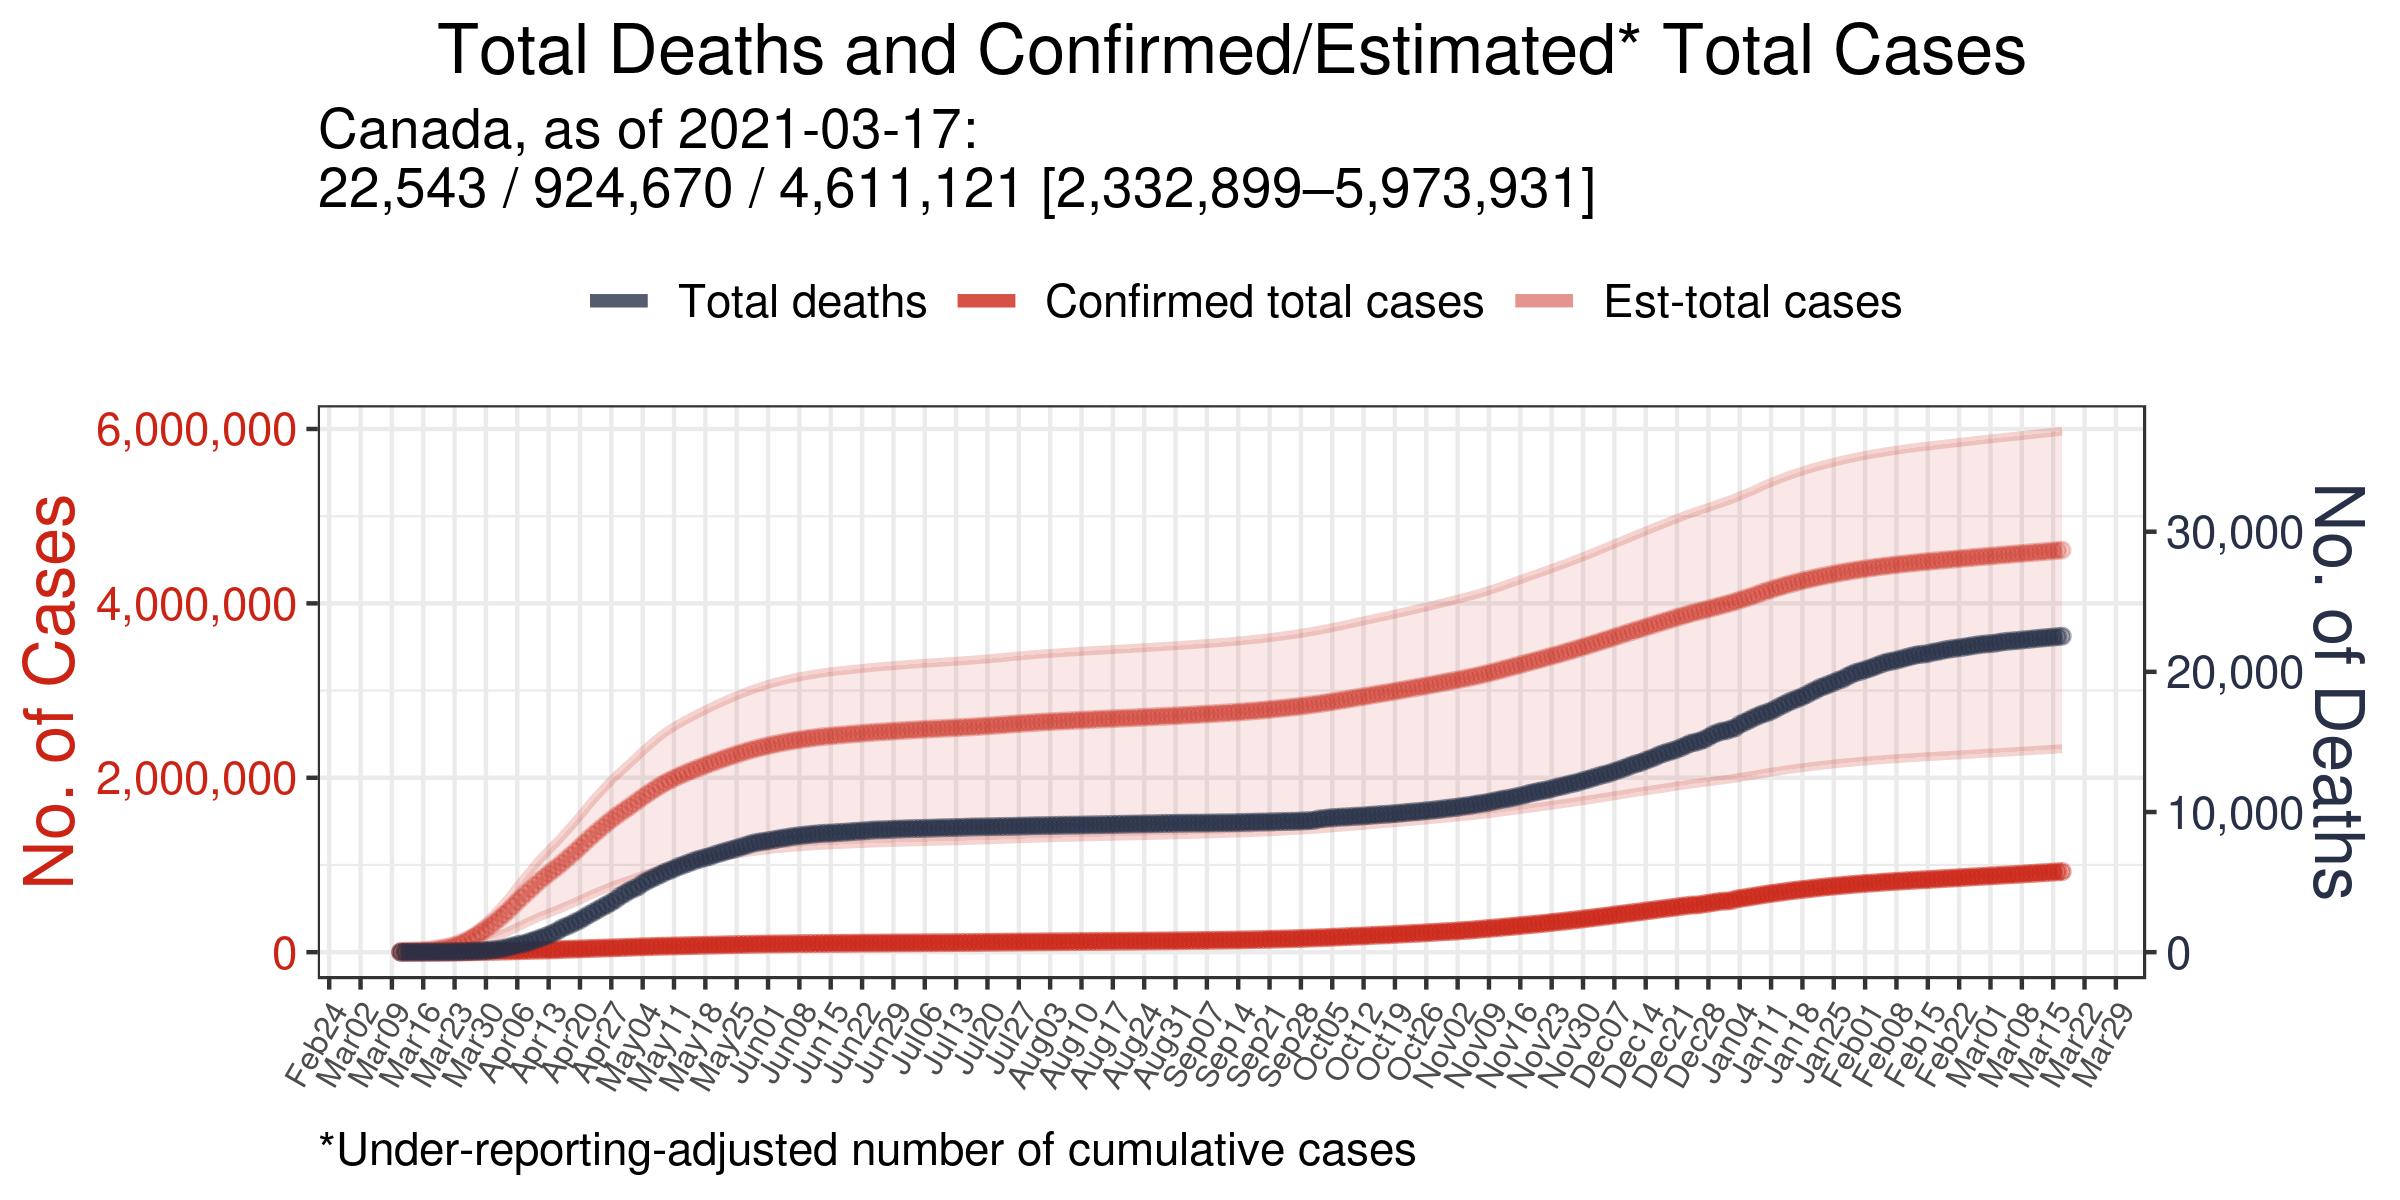 Total Deaths and Confirmed/Estimated* Total Cases
Canada, as of 2021-03-17:
22,543 / 924,670 / 4,611,121 [2,332,899–5,973,931]
Total deaths
Confirmed total cases
Est-total cases
No. of Cases
6,000,000
4,000,000
2,000,000
0
30,000
20,000
10,000
0
No. of Deaths
Feb24
Mar02
Mar09
Mar16
Mar23
Mar30
Apr06
Apr13
Apr20
Apr27
May04
May11
May18
May25
Jun01
Jun08
Jun15
Jun22
Jun29
Jul06
Jul13
Jul20
Jul27
Aug03
Aug10
Aug17
Aug24
Aug31
Sep07
Sep14
Sep21
Sep28
Oct05
Oct12
Oct19
Oct26
Nov02
Nov09
Nov16
Nov23
Nov30
Dec07
Dec14
Dec21
Dec28
Jan04
Jan11
Jan18
Jan25
Feb01
Feb08
Feb15
Feb22
Mar01
Mar08
Mar15
Mar22
Mar29
*Under-reporting-adjusted number of cumulative cases